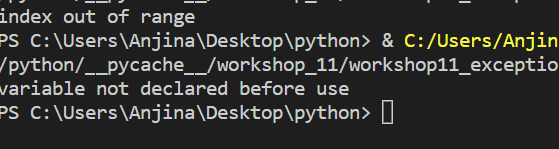 index out of range
PS C:\Users\Anjina\Desktop\python> & C:/Users/Anjin
/python/__pycache__/workshop_11/workshop11_exceptio
variable not declared before use
PS C:\Users\Anjina\Desktop\python>